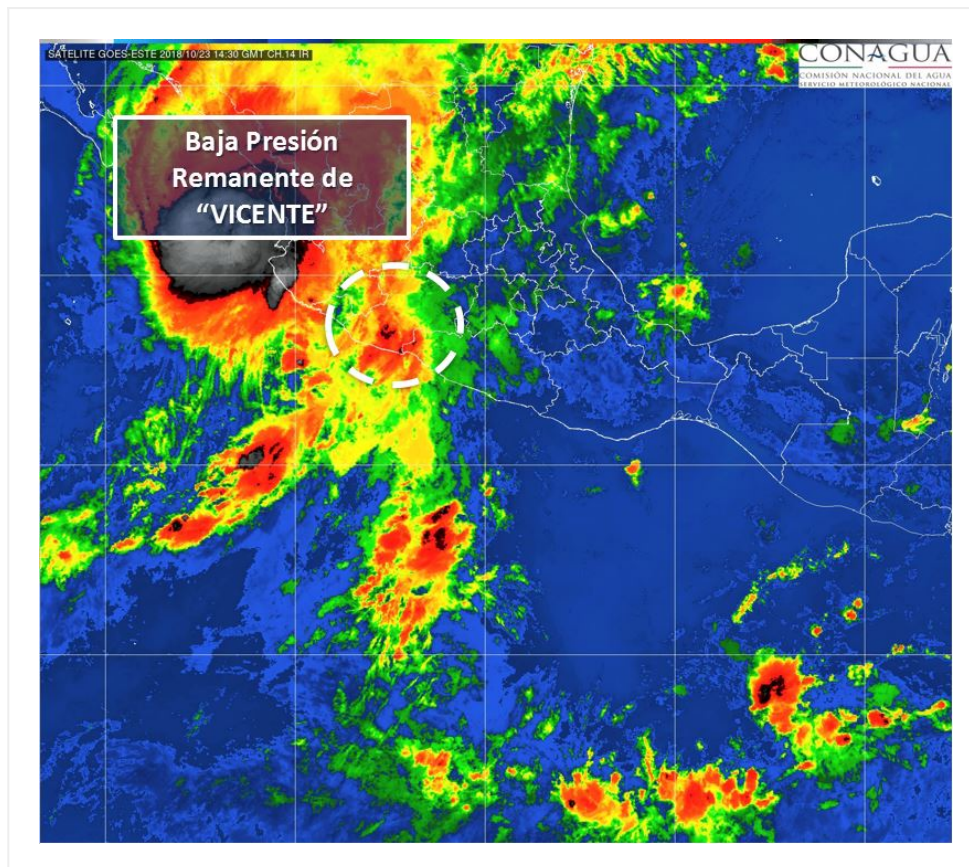 SATELITE GOES-ESTE 2018/10/23 14:30 GMT CH.14 IR
CONAGUA
COMISIÓN NACIONAL DEL AGUA
SERVICIO METEOROLÓGICO NACIONAL
Baja Presión
Remanente de
“VICENTE”